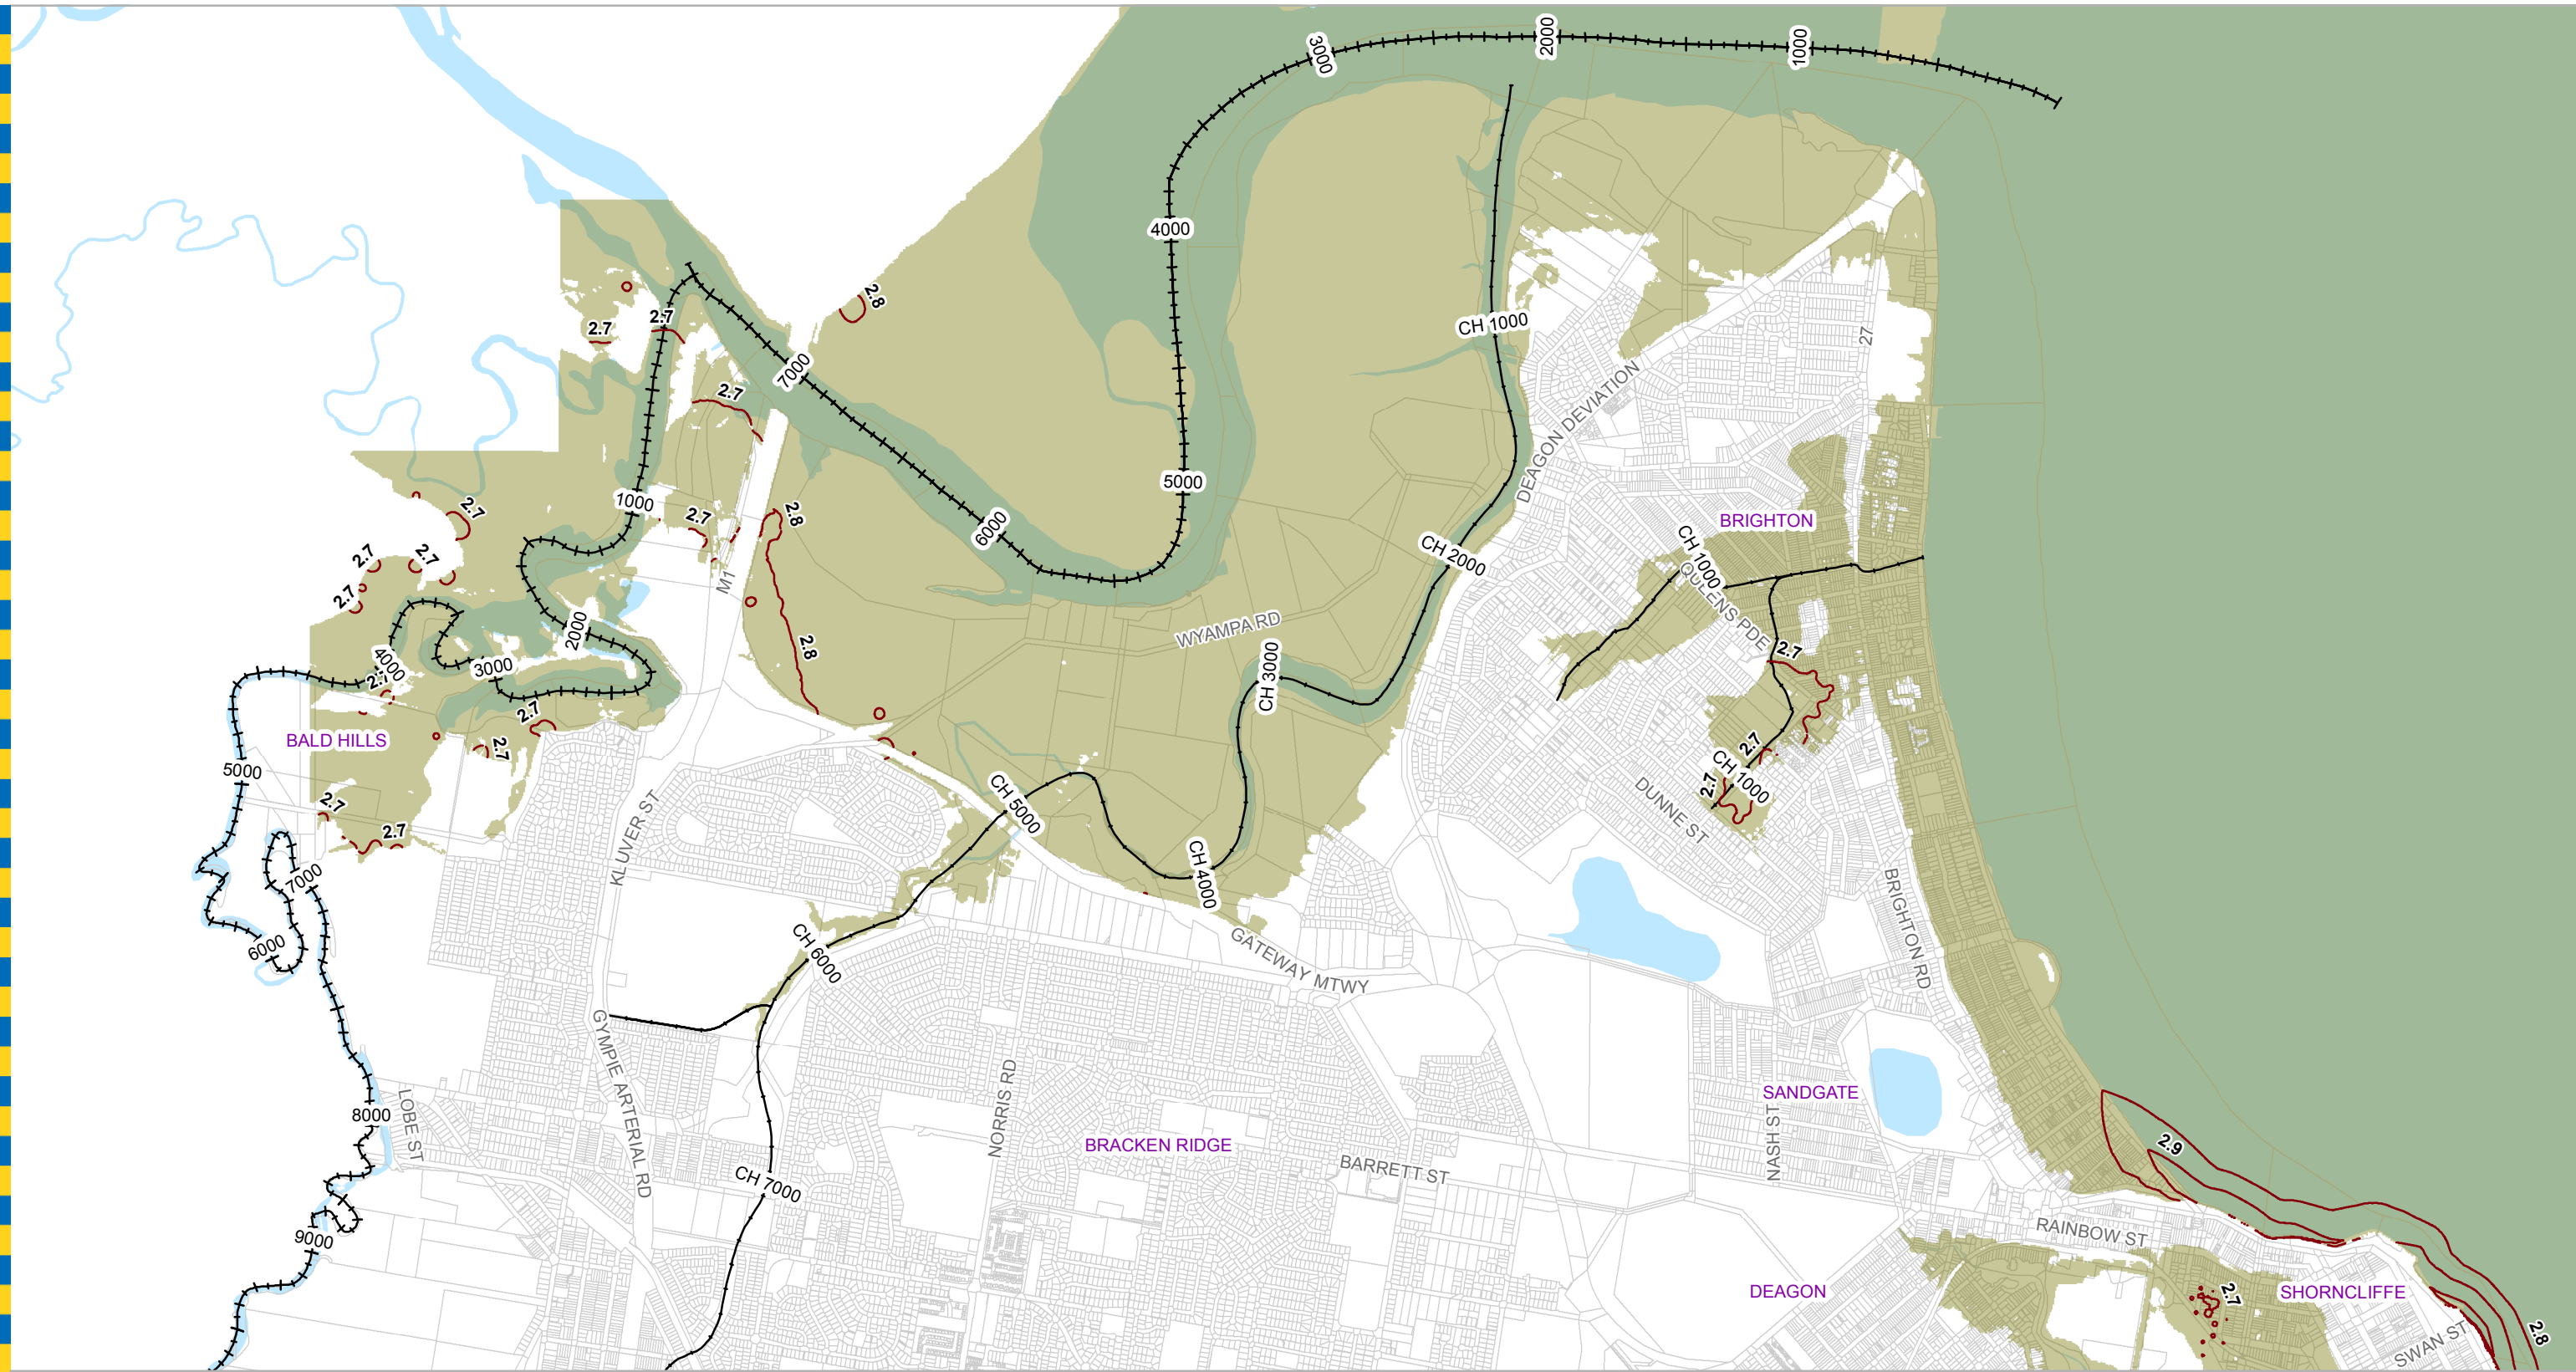 3000
2000
1000
4000
2.8
2.7
2.7
CH 1000
27
7000
2.7
DEAGON DEVIATION
5000
1000
2.7
2.8
2.7
6000
BRIGHTON
CH 1000
M1
2.7
2.7
2.7
CH 2000
QUEENS PDE
2000
WYAMPA RD
2.8
4000
3000
2.7
CH 3000
2.7
2.7
BALD HILLS
2.7
2.7
5000
CH 1000
2.7
2.7
2.7
KLUVER ST
CH 5000
DUNNE ST
7000
CH 4000
BRIGHTON RD
6000
CH 6000
GATEWAY MTWY
GYMPIE ARTERIAL RD
SANDGATE
8000
LOBE ST
NORRIS RD
BRACKEN RIDGE
NASH ST
2.9
BARRETT ST
CH 7000
9000
RAINBOW ST
DEAGON
2.7
SHORNCLIFFE
2.8
SWAN ST